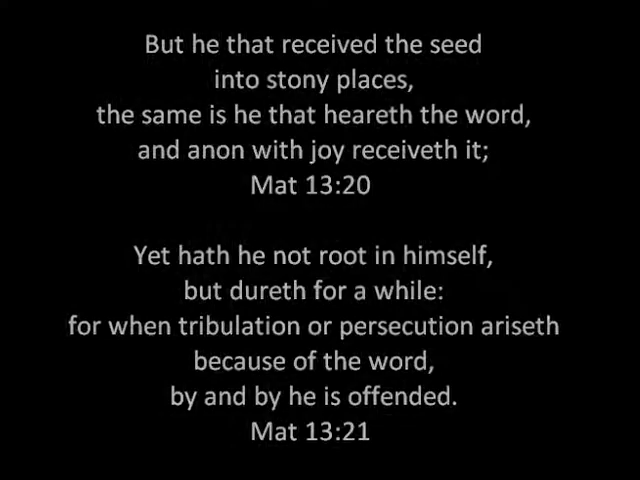 But he that received the seed
into stony places,
the same is he that heareth the word,
and anon with joy receiveth it;
Mat 13:20
Yet hath he not root in himself,
but dureth for a while:
for when tribulation or persecution ariseth
because of the word,
by and by he is offended.
Mat 13:21